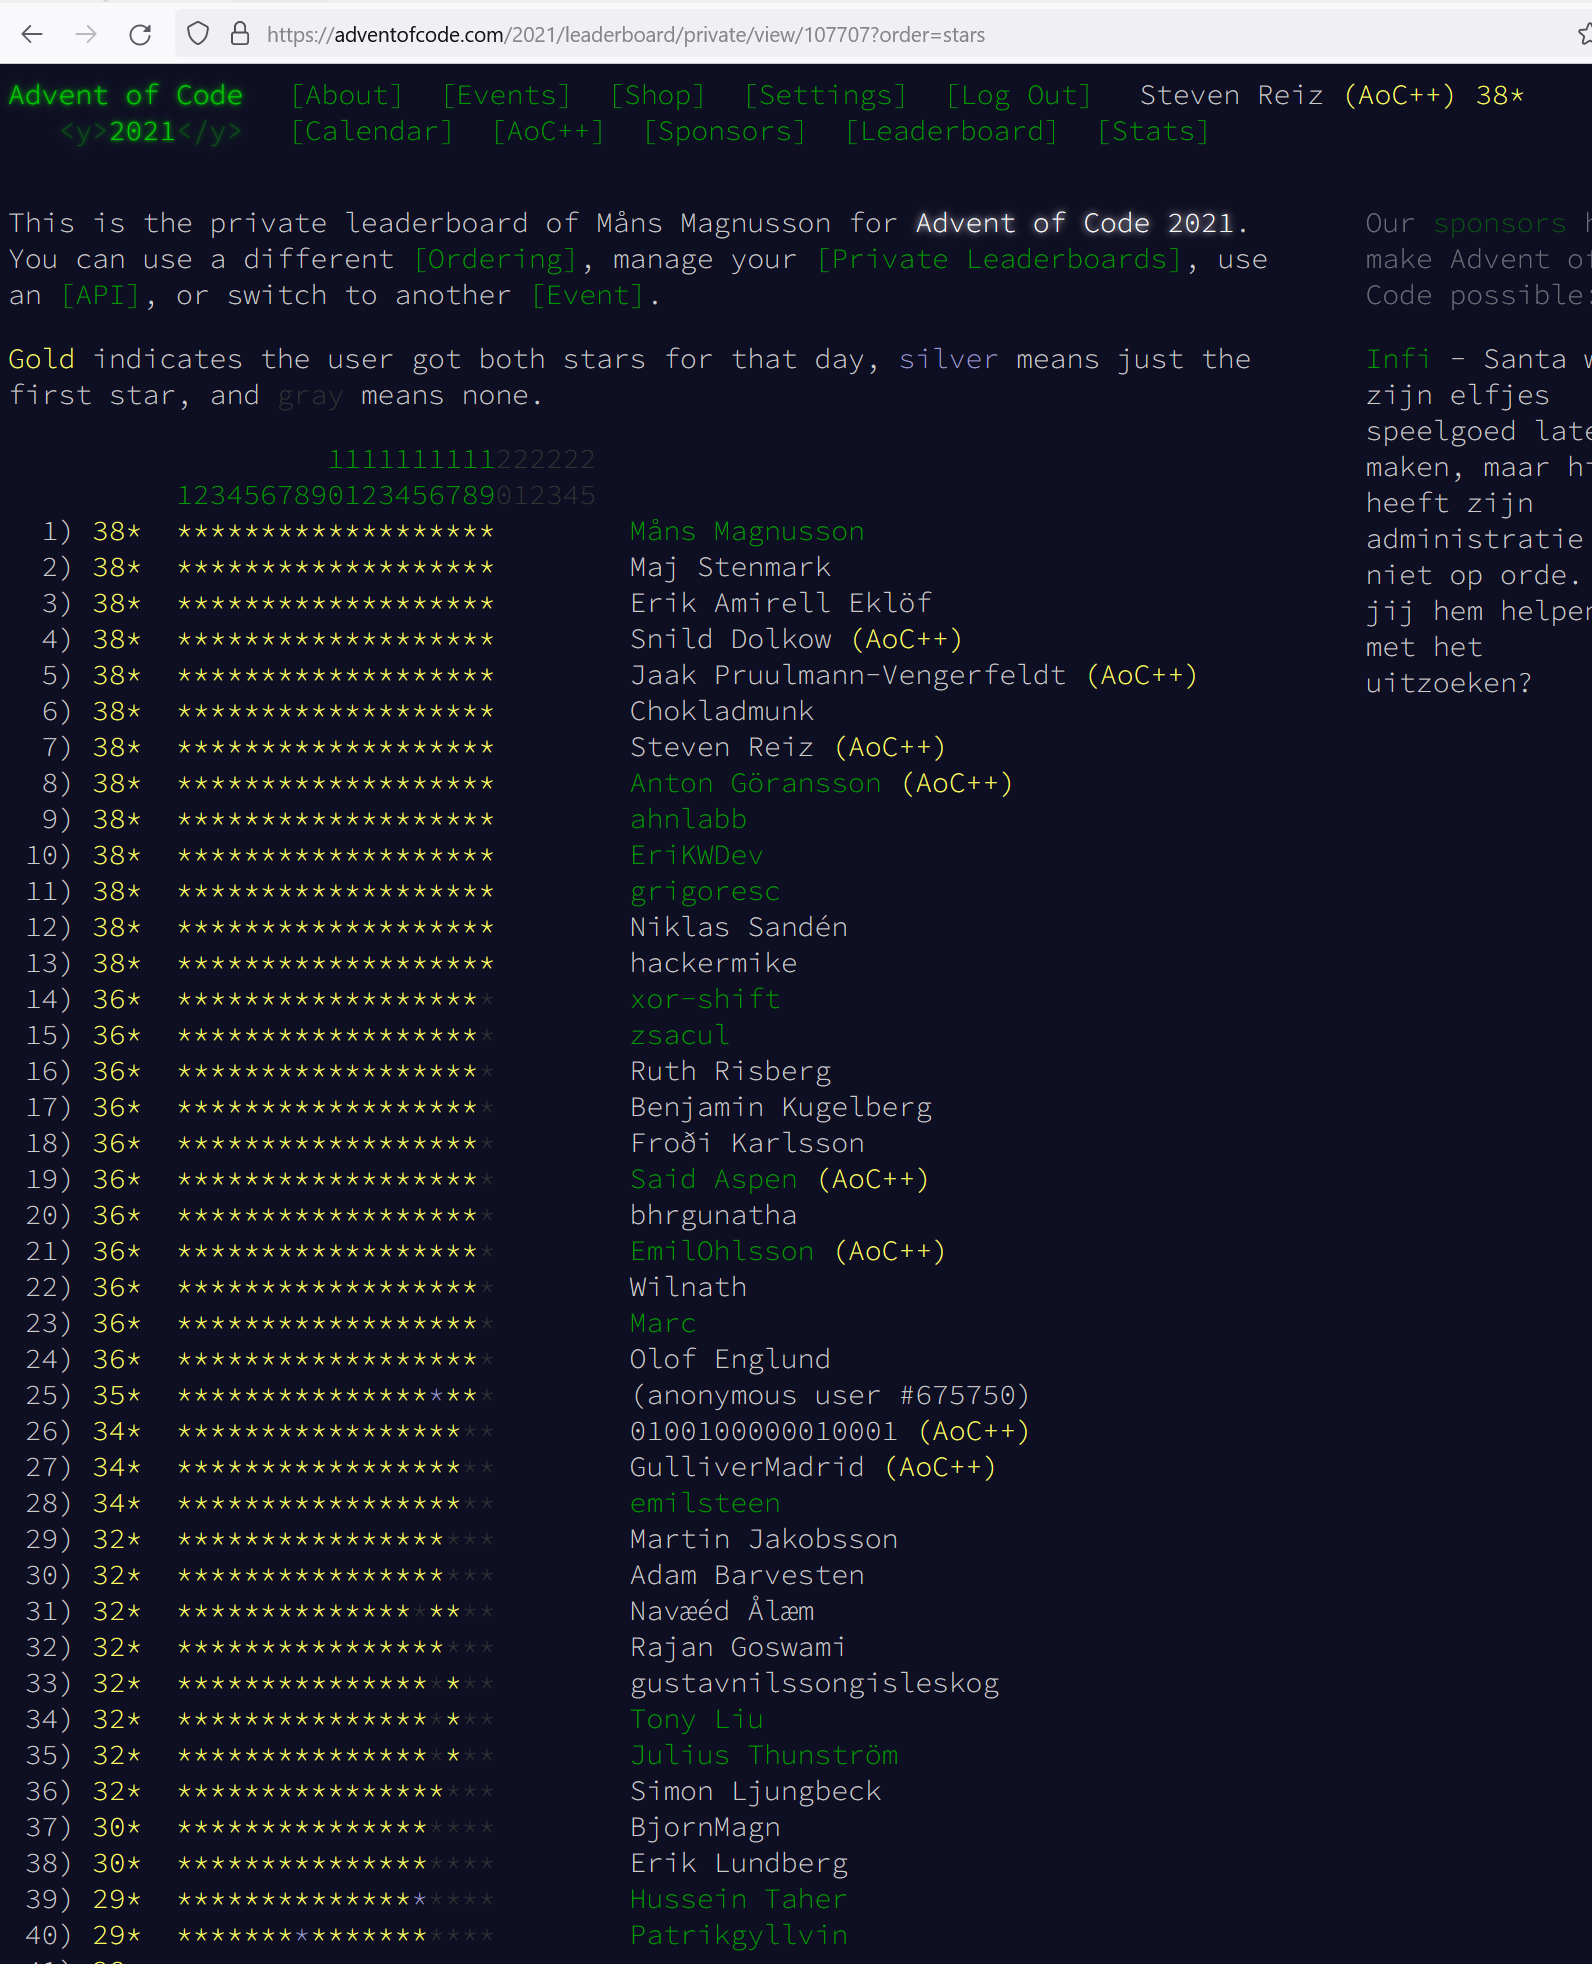 https://adventofcode.com/2021/leaderboard/private/view/107707?order=stars
Advent of Code [About] [Events] [Shop] [Settings] [Log Out] Steven Reiz (AoC++) 38*
<y>2021</y> [Calendar] [AoC++] [Sponsors] [Leaderboard] [Stats]
This is the private leaderboard of Måns Magnusson for Advent of Code 2021.
You can use a different [Ordering], manage your [Private Leaderboards], use
an [API], or switch to another [Event].
Gold indicates the user got both stars for that day, silver means just the
first star, and gray means none.
1111111111222222
1234567890123456789012345
1) 38* ******************* Måns Magnusson
2) 38* ******************* Maj Stenmark
3) 38* ******************* Erik Amirell Eklöf
4) 38* ******************* Snild Dolkow (AoC++)
5) 38* ******************* Jaak Pruulmann-Vengerfeldt (AoC++)
6) 38* ******************* Chokladmunk
7) 38* ******************* Steven Reiz (AoC++)
8) 38* ******************* Anton Göransson (AoC++)
9) 38* ******************* ahnlabb
10) 38* ******************* EriKWDev
11) 38* ******************* grigoresc
12) 38* ******************* Niklas Sandén
13) 38* ******************* hackermike
14) 36* ******************* xor-shift
15) 36* ******************* zsacul
16) 36* ******************* Ruth Risberg
17) 36* ******************* Benjamin Kugelberg
18) 36* ******************* Froði Karlsson
19) 36* ******************* Said Aspen (AoC++)
20) 36* ******************* bhrgunatha
21) 36* ******************* EmilOhlsson (AoC++)
22) 36* ******************* Wilnath
23) 36* ******************* Marc
24) 36* ******************* Olof Englund
25) 35* ******************* (anonymous user #675750)
26) 34* ******************* 0100100000010001 (AoC++)
27) 34* ******************* GulliverMadrid (AoC++)
28) 34* ******************* emilsteen
29) 32* ******************* Martin Jakobsson
30) 32* ******************* Adam Barvesten
31) 32* ******************* Navæéd Ålæm
32) 32* ******************* Rajan Goswami
33) 32* ******************* gustavnilssongisleskog
34) 32* ******************* Tony Liu
35) 32* ******************* Julius Thunström
36) 32* ******************* Simon Ljungbeck
37) 30* ******************* BjornMagn
38) 30* ******************* Erik Lundberg
39) 29* ******************* Hussein Taher
40) 29* ******************* Patrikgyllvin
Our sponsors
make Advent
Code possible:
Infi - Santa
zijn elfjes
speelgoed
maken, maar
heeft zijn
administratie
niet op orde.
jij hem
met het
uitzoeken?